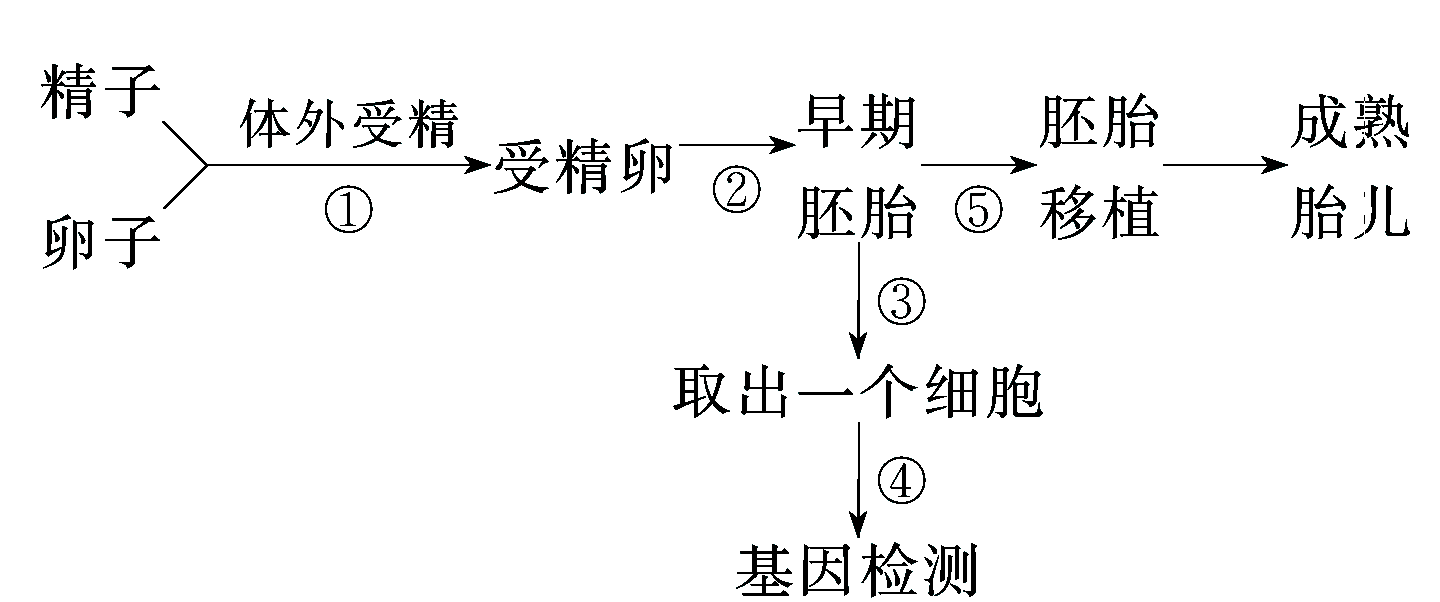 精子
卵子
体外受精
①
受精卵
②
早期
胚胎
⑤
胚胎
移植
成熟
胎儿
③
取出一个细胞
④
基因检测